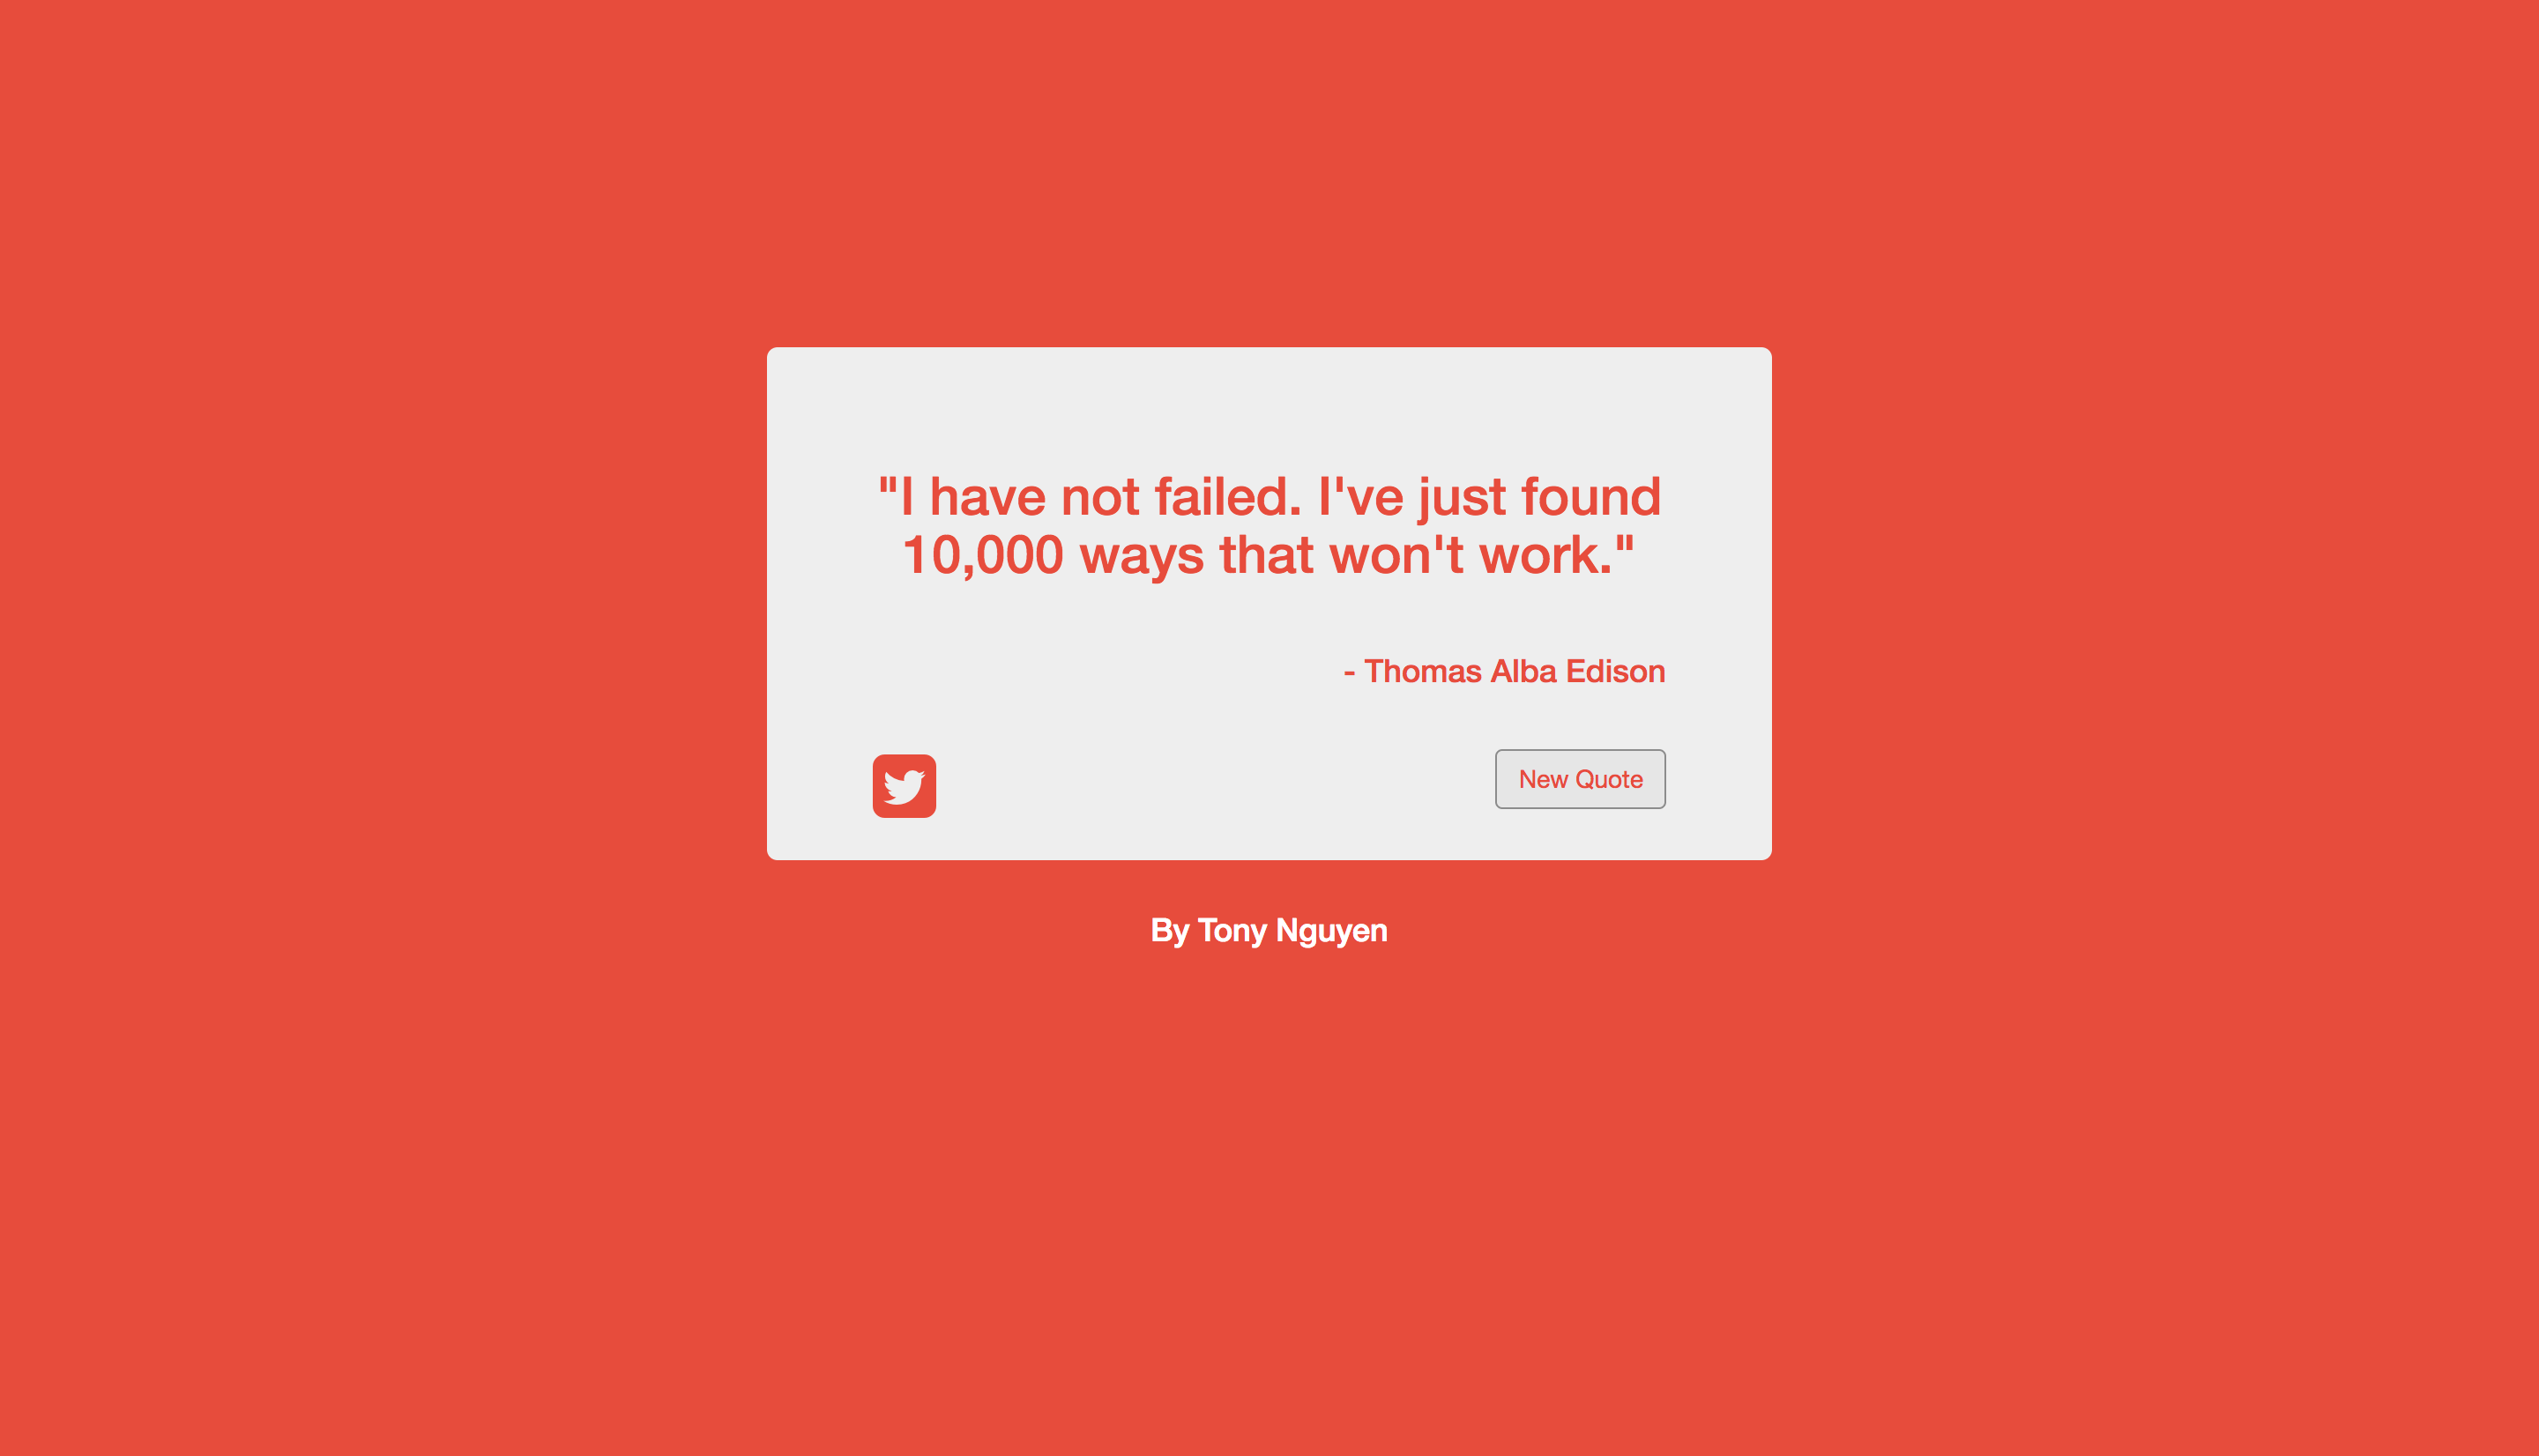 "I have not failed. I've just found
10,000 ways that won't work."
- Thomas Alba Edison
New Quote
By Tony Nguyen